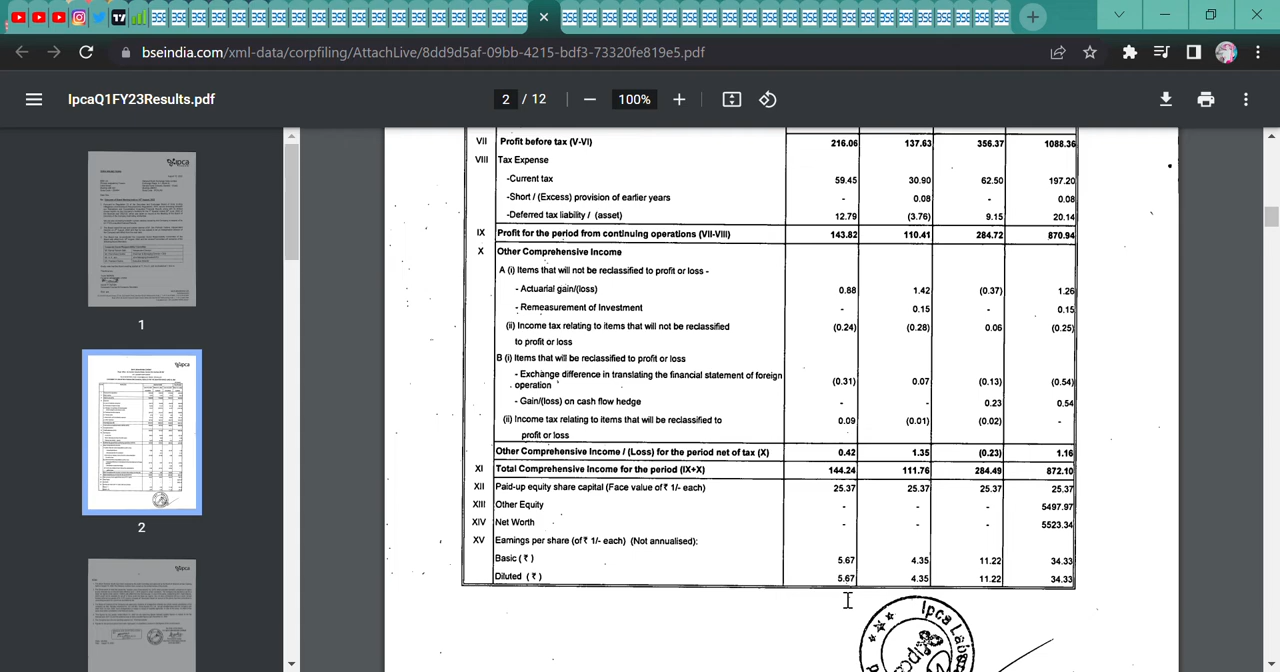 bseindia.com/xml-data/corpfiling/AttachLive/8dd9d5af-09bb-4215-bdf3-73320fe819e5.pdf
IpcaQ1FY23Results.pdf
2 / 12
100%
VII Profit before tax (V-VI) 216.06 137.63 356.37 1088.36
VIII Tax Expense
-Current tax 59.45 30.90 62.50 197.20
-Short / (Excess) provision of earlier years - 0.08 - 0.08
-Deferred tax liability / (asset) 12.79 (3.76) 9.15 20.14
IX Profit for the period from continuing operations (VII-VIII) 143.82 110.41 284.72 870.94
X Other Comprehensive Income
A (i) Items that will not be reclassified to profit or loss -
- Actuarial gain/(loss) 0.88 1.42 (0.37) 1.26
- Remeasurement of Investment - 0.15 - 0.15
(ii) Income tax relating to items that will not be reclassified
to profit or loss (0.24) (0.28) 0.06 (0.25)
B (i) Items that will be reclassified to profit or loss
- Exchange difference in translating the financial statement of foreign
operation (0.31) 0.07 (0.13) (0.54)
- Gain/(loss) on cash flow hedge - - 0.23 0.54
(ii) Income tax relating to items that will be reclassified to
profit or loss 0.09 (0.01) (0.02) -
Other Comprehensive Income / (Loss) for the period net of tax (X) 0.42 1.35 (0.23) 1.16
XI Total Comprehensive Income for the period (IX+X) 144.24 111.76 284.49 872.10
XII Paid-up equity share capital (Face value of ₹ 1/- each) 25.37 25.37 25.37 25.37
XIII Other Equity - - - 5497.97
XIV Net Worth - - - 5523.34
XV Earnings per share (of ₹ 1/- each) (Not annualised):
Basic (₹) 5.67 4.35 11.22 34.33
Diluted (₹) 5.67 4.35 11.22 34.33
Ipca
1
2